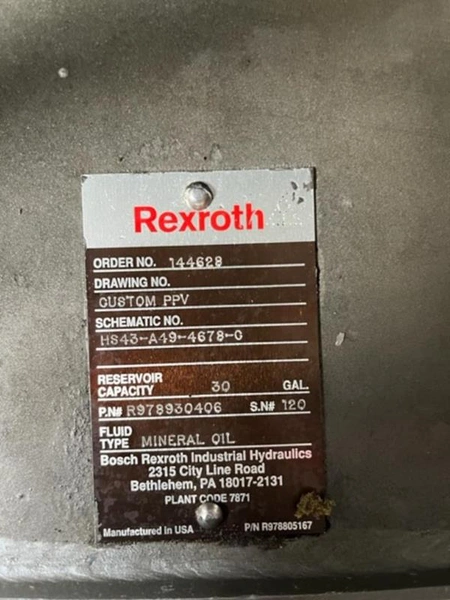 Rexroth
ORDER NO. 144628
DRAWING NO.
CUSTOM PPV
SCHEMATIC NO.
HS43-A49-4678-0
RESERVOIR
CAPACITY 30 GAL.
P.N# R978930406 S.N# 120
FLUID
TYPE MINERAL OIL
Bosch Rexroth Industrial Hydraulics
2315 City Line Road
Bethlehem, PA 18017-2131
PLANT CODE 7871
Manufactured in USA P/N R978805167